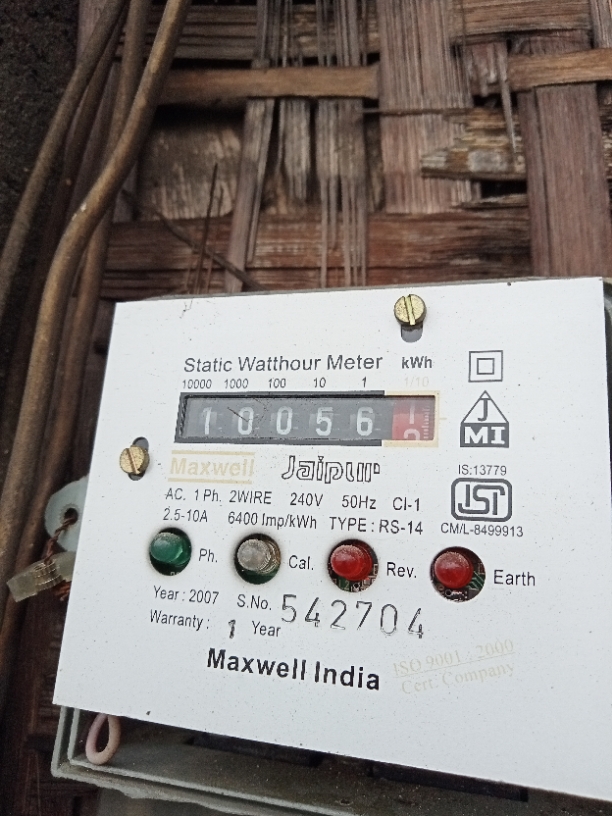 Static Watthour Meter kWh
10000 1000 100 10 1 1/10
1 0 0 5 6
Maxwell Jaipur
J
MI
IS:13779
ISI
CM/L-8499913
AC. 1 Ph. 2WIRE 240V 50Hz Cl-1
2.5-10A 6400 Imp/kWh TYPE : RS-14
Ph. Cal. Rev. Earth
Year : 2007 S.No. 542704
Warranty : 1 Year
Maxwell India
ISO 9001 : 2000
Cert. Company